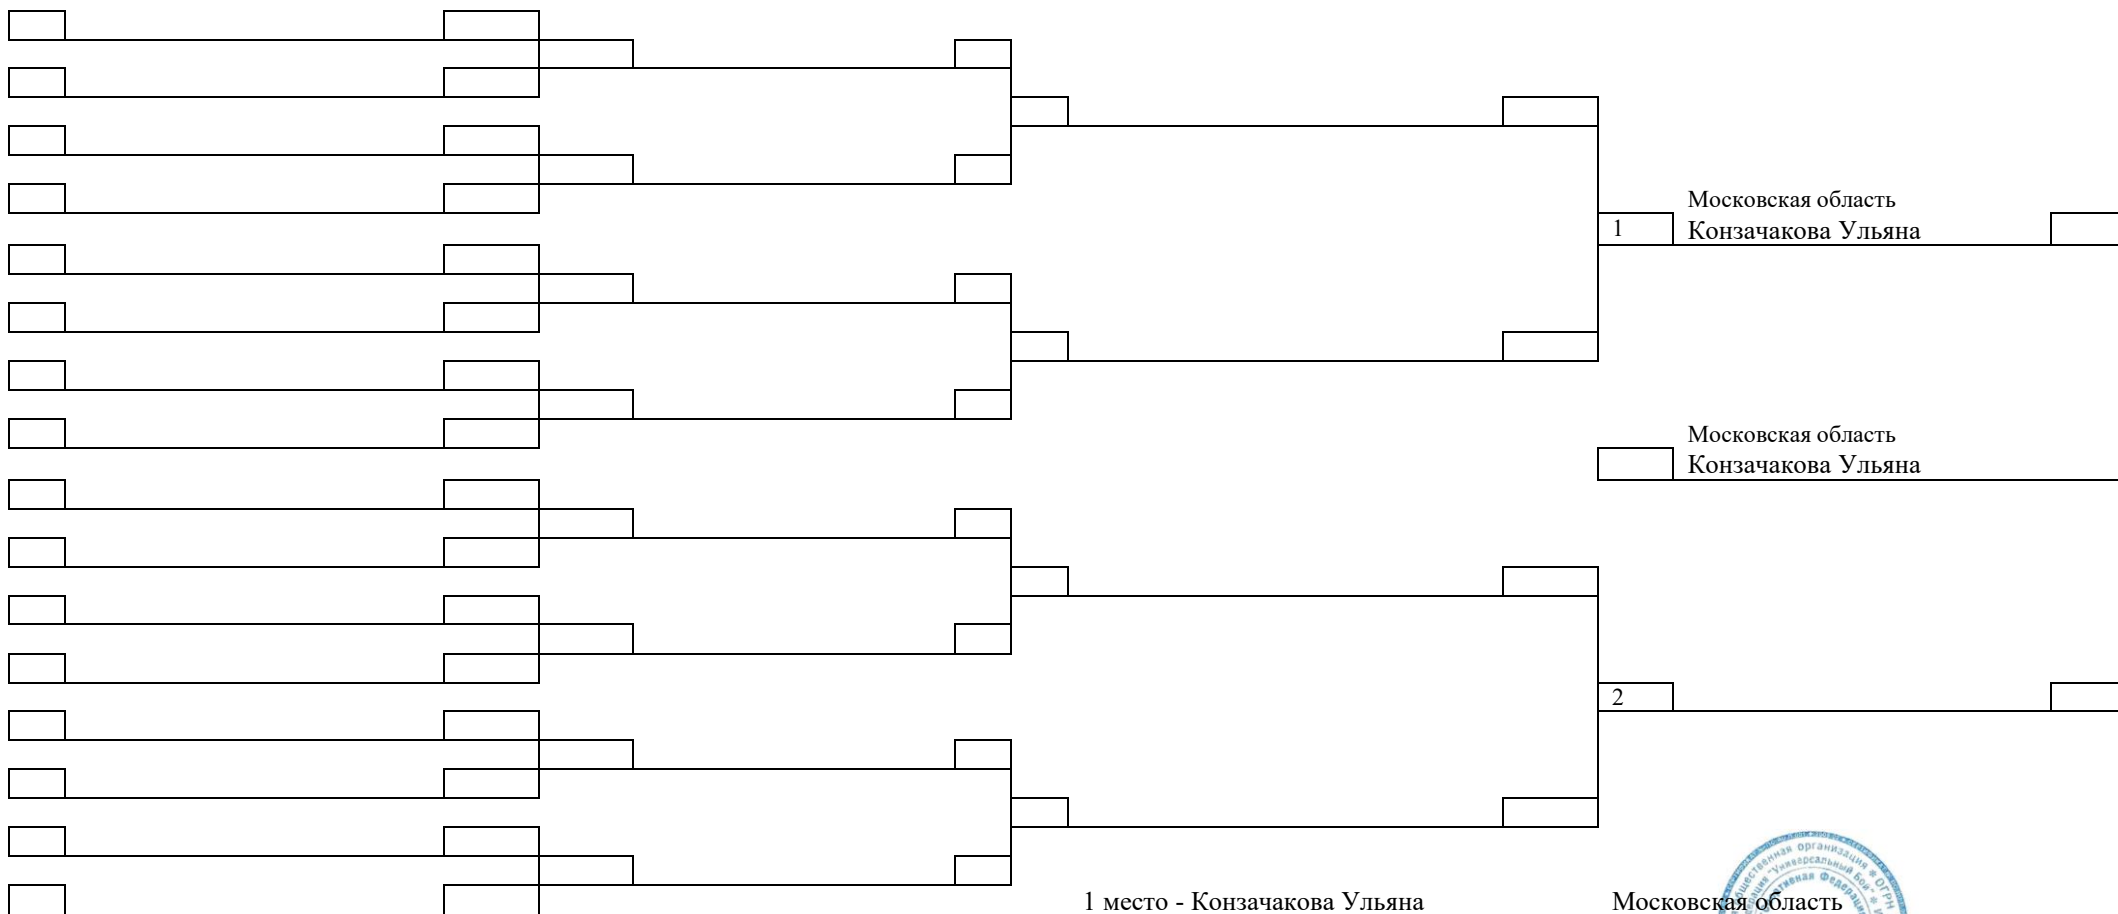 Московская область
1 Конзачакова Ульяна
Московская область
Конзачакова Ульяна
2
1 место - Конзачакова Ульяна Московская область